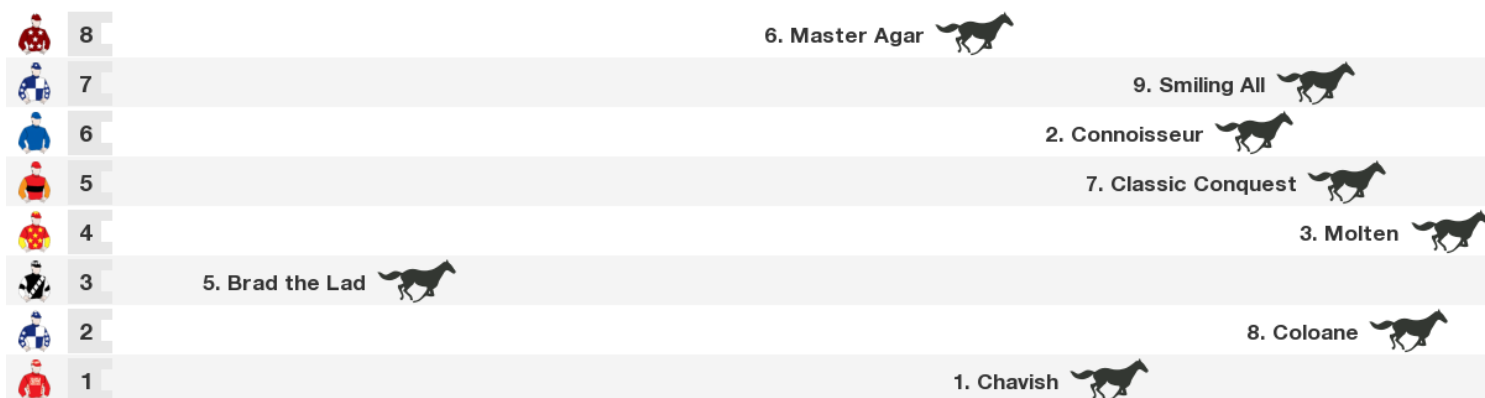 8 6. Master Agar
7 9. Smiling All
6 2. Connoisseur
5 7. Classic Conquest
4 3. Molten
3 5. Brad the Lad
2 8. Coloane
1 1. Chavish